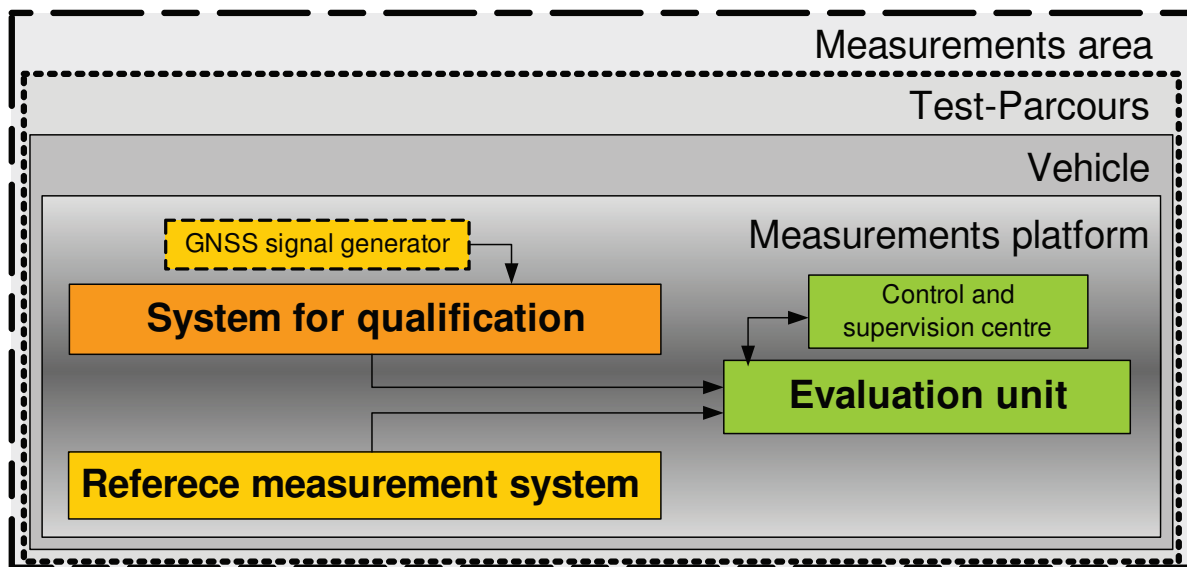 Measurements area
Test-Parcours
Vehicle
Measurements platform
GNSS signal generator
System for qualification
Control and
supervision centre
Evaluation unit
Referece measurement system